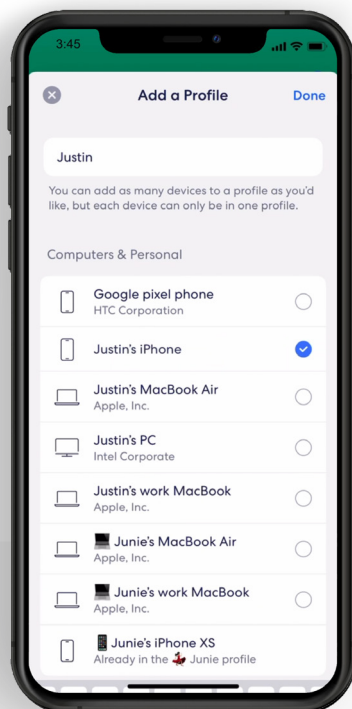 3:45
Add a Profile
Done
Justin
You can add as many devices to a profile as you'd
like, but each device can only be in one profile.
Computers & Personal
Google pixel phone
HTC Corporation
Justin's iPhone
Justin's MacBook Air
Apple, Inc.
Justin's PC
Intel Corporate
Justin's work MacBook
Apple, Inc.
💻 Junie's MacBook Air
Apple, Inc.
💻 Junie's work MacBook
Apple, Inc.
📱 Junie's iPhone XS
Already in the 💃 Junie profile